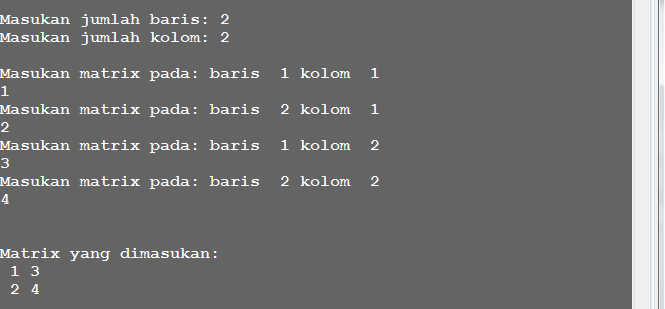 Masukan jumlah baris: 2
Masukan jumlah kolom: 2
Masukan matrix pada: baris  1 kolom  1
1
Masukan matrix pada: baris  2 kolom  1
2
Masukan matrix pada: baris  1 kolom  2
3
Masukan matrix pada: baris  2 kolom  2
4
Matrix yang dimasukan:
 1 3
 2 4